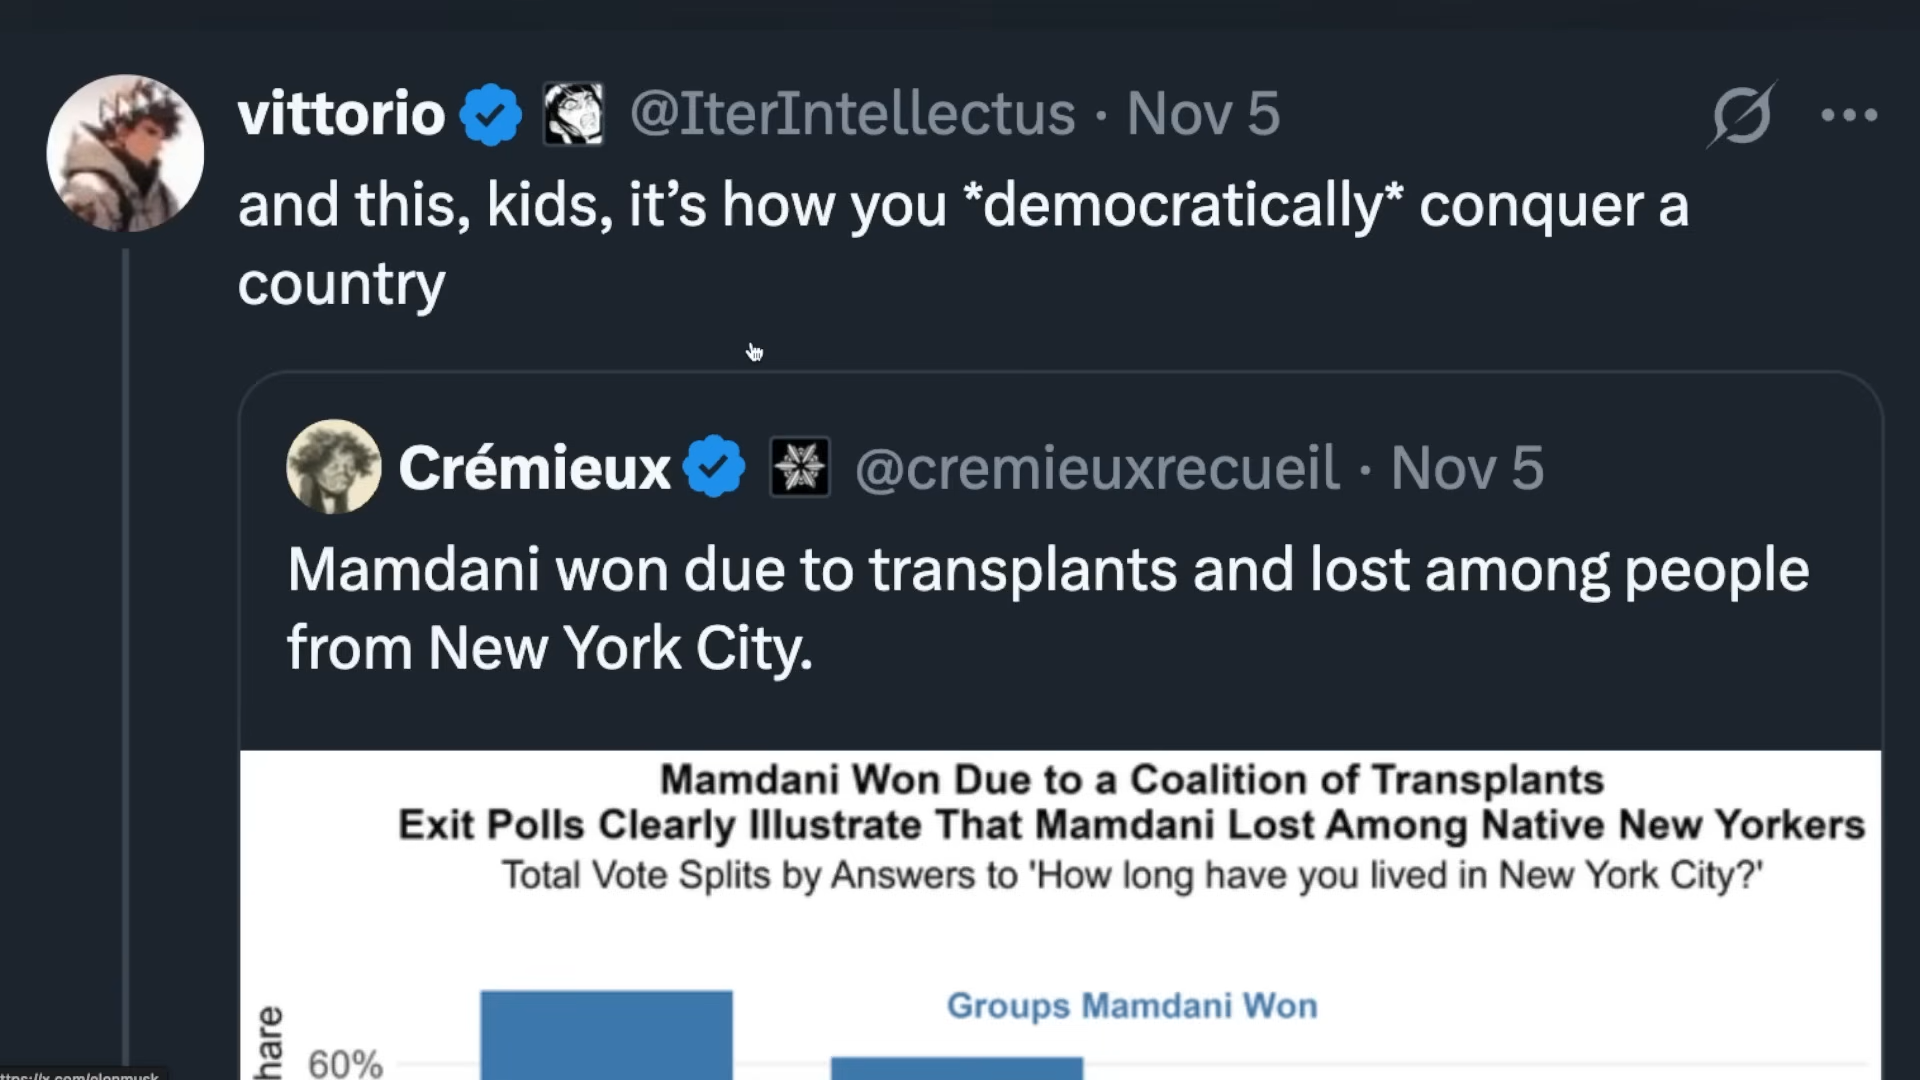 vittorio @IterIntellectus · Nov 5
and this, kids, it's how you *democratically* conquer a
country
Crémieux @cremieuxrecueil · Nov 5
Mamdani won due to transplants and lost among people
from New York City.
Mamdani Won Due to a Coalition of Transplants
Exit Polls Clearly Illustrate That Mamdani Lost Among Native New Yorkers
Total Vote Splits by Answers to 'How long have you lived in New York City?'
Groups Mamdani Won
hare
60%